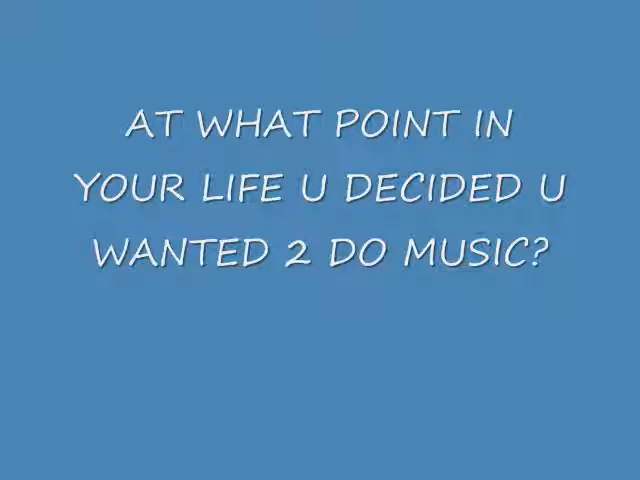 AT WHAT POINT IN
YOUR LIFE U DECIDED U
WANTED 2 DO MUSIC?